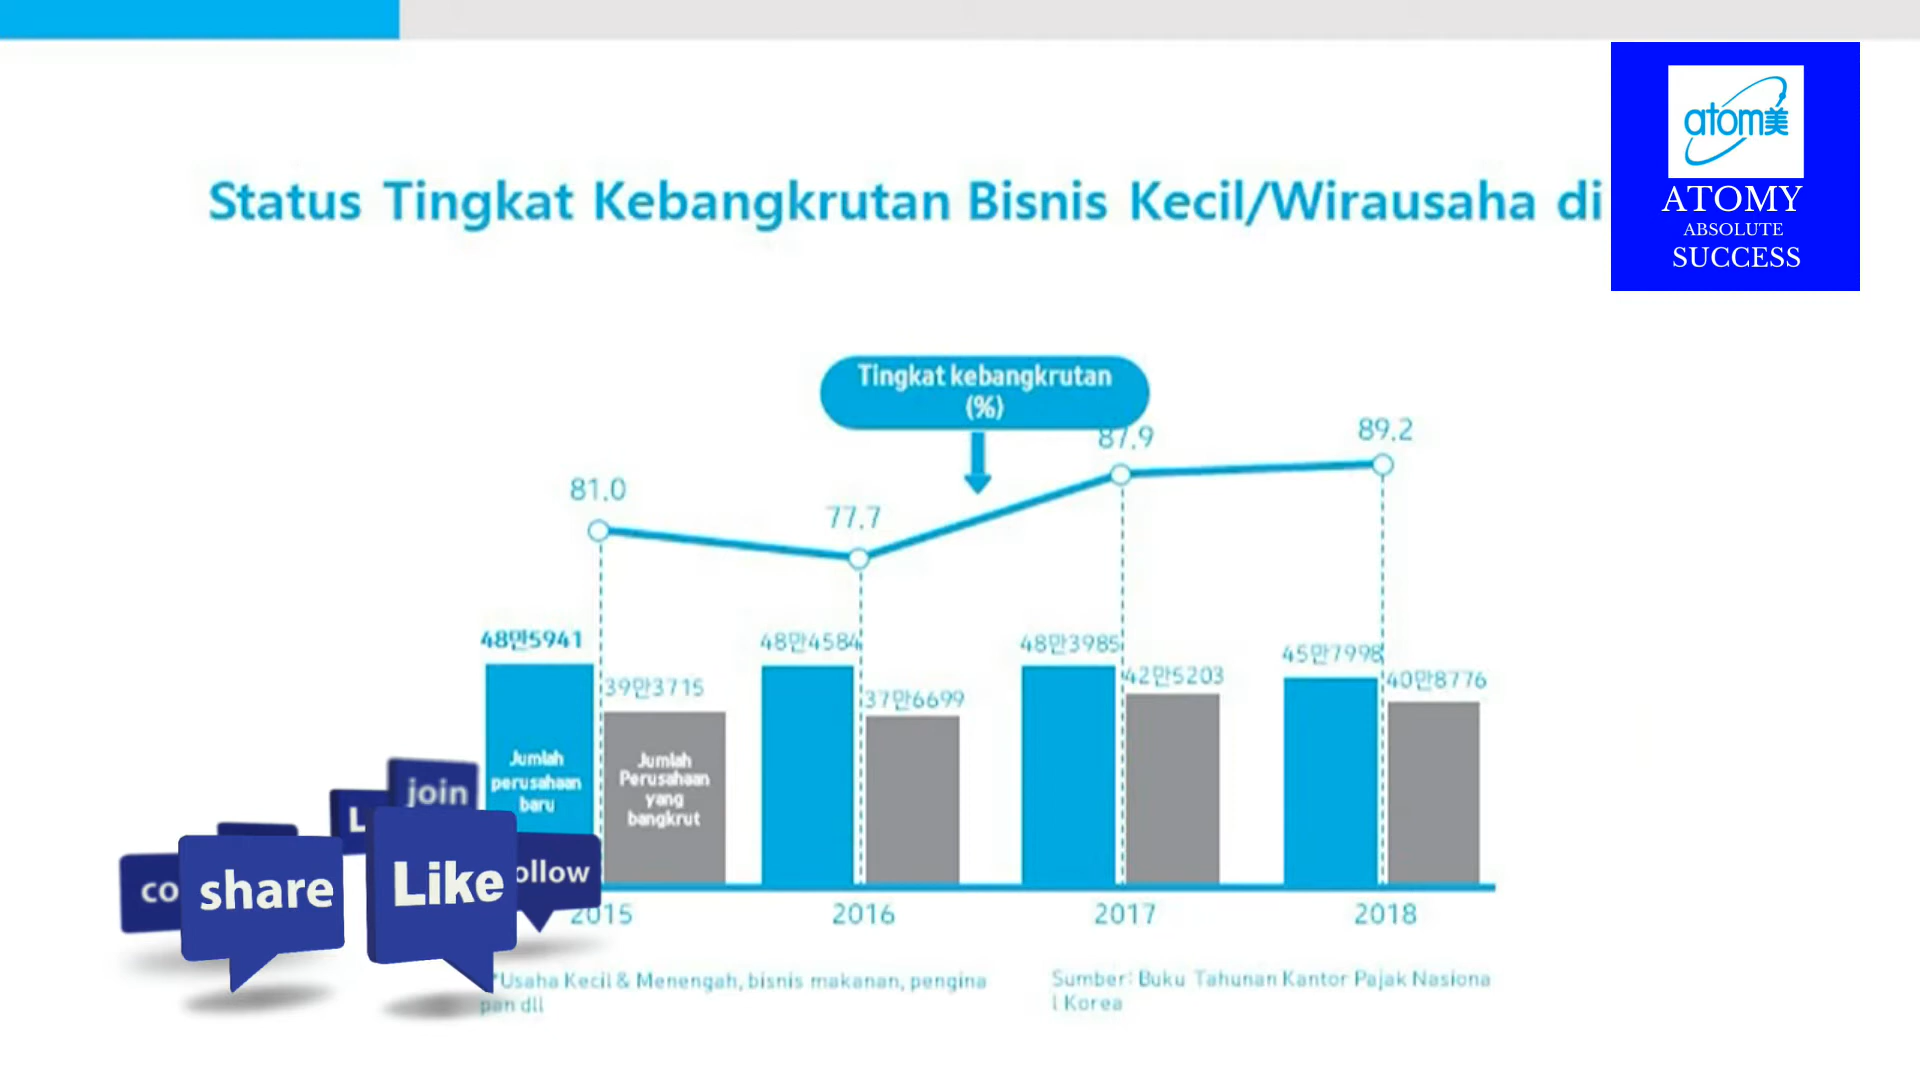 atom美
ATOMY
ABSOLUTE
SUCCESS
Status Tingkat Kebangkrutan Bisnis Kecil/Wirausaha di
Tingkat kebangkrutan
(%)
81.0
77.7
87.9
89.2
48만5941
39만3715
48만4584
37만6699
48만3985
42만5203
45만7998
40만8776
Jumlah
perusahaan
baru
Jumlah
Perusahaan
yang
bangkrut
join
L
co
share
Like
ollow
2015
2016
2017
2018
*Usaha Kecil & Menengah, bisnis makanan, pengina
pan dll
Sumber: Buku Tahunan Kantor Pajak Nasiona
l Korea